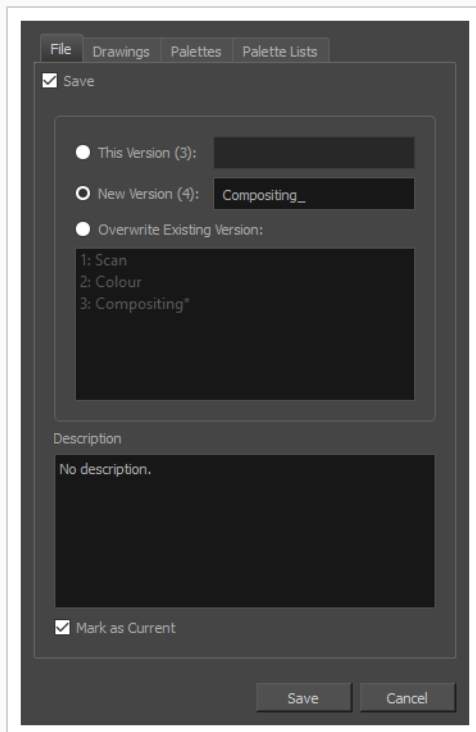 File Drawings Palettes Palette Lists
Save
This Version (3):
New Version (4): Compositing_
Overwrite Existing Version:
1: Scan
2: Colour
3: Compositing*
Description
No description.
Mark as Current
Save Cancel